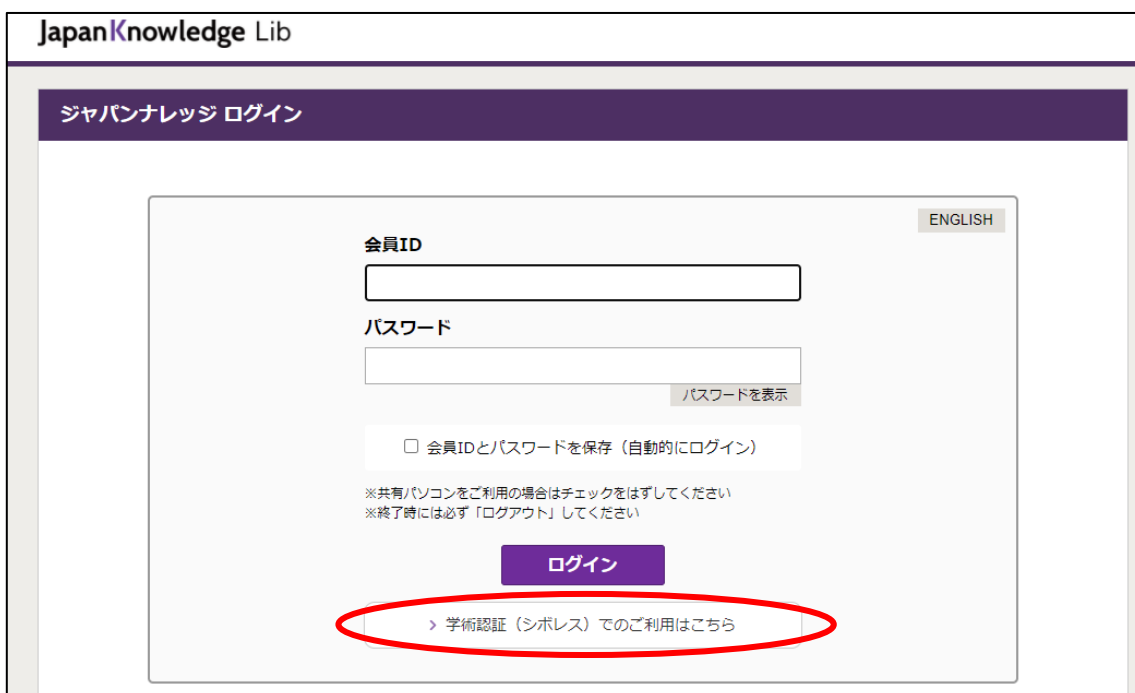 JapanKnowledge Lib
ジャパンナレッジ ログイン
ENGLISH
会員ID
パスワード
パスワードを表示
会員IDとパスワードを保存（自動的にログイン）
※共有パソコンをご利用の場合はチェックをはずしてください
※終了時には必ず「ログアウト」してください
ログイン
› 学術認証（シボレス）でのご利用はこちら